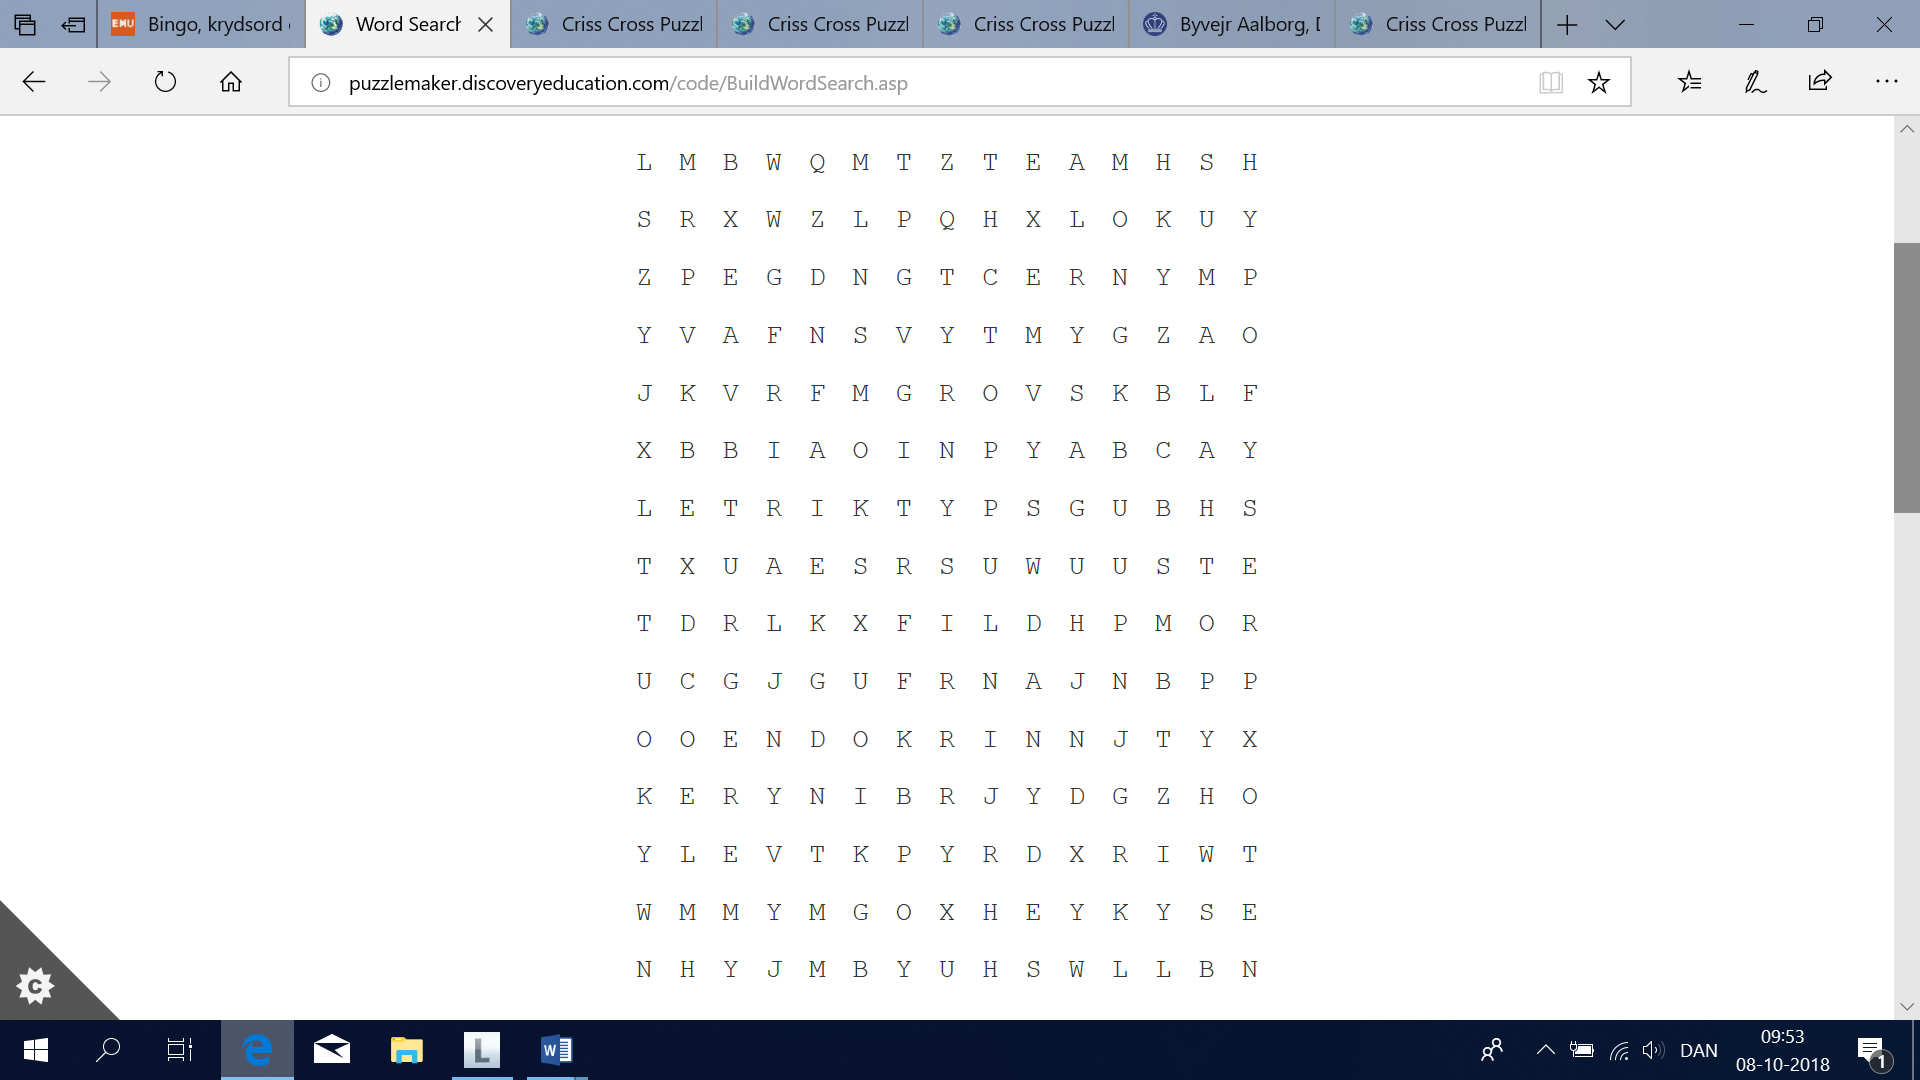 Bingo, krydsord
Word Search
Criss Cross Puzzl
Criss Cross Puzzl
Criss Cross Puzzl
Byvejr Aalborg,
Criss Cross Puzzl
puzzlemaker.discoveryeducation.com/code/BuildWordSearch.asp
L M B W Q M T Z T E A M H S H
S R X W Z L P Q H X L O K U Y
Z P E G D N G T C E R N Y M P
Y V A F N S V Y T M Y G Z A O
J K V R F M G R O V S K B L F
X B B I A O I N P Y A B C A Y
L E T R I K T Y P S G U B H S
T X U A E S R S U W U U S T E
T D R L K X F I L D H P M O R
U C G J G U F R N A J N B P P
O O E N D O K R I N N J T Y X
K E R Y N I B R J Y D G Z H O
Y L E V T K P Y R D X R I W T
W M M Y M G O X H E Y K Y S E
N H Y J M B Y U H S W L L B N
DAN
09:53
08-10-2018
1